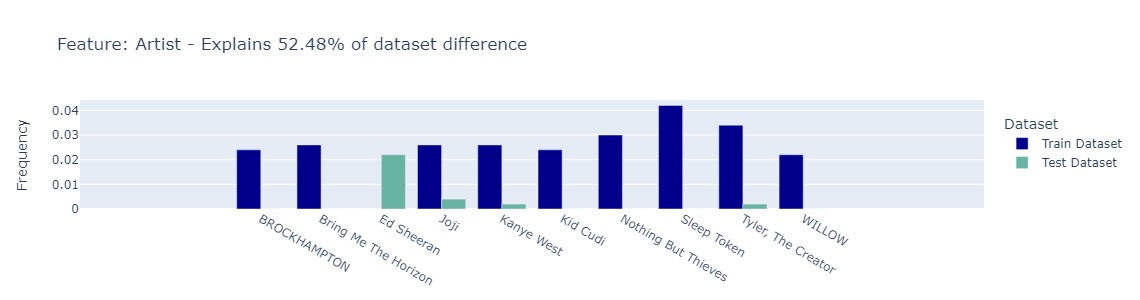 Feature: Artist - Explains 52.48% of dataset difference
Frequency
0.04
0.03
0.02
0.01
0
BROCKHAMPTON
Bring Me The Horizon
Ed Sheeran
Joji
Kanye West
Kid Cudi
Nothing But Thieves
Sleep Token
Tyler, The Creator
WILLOW
Dataset
Train Dataset
Test Dataset